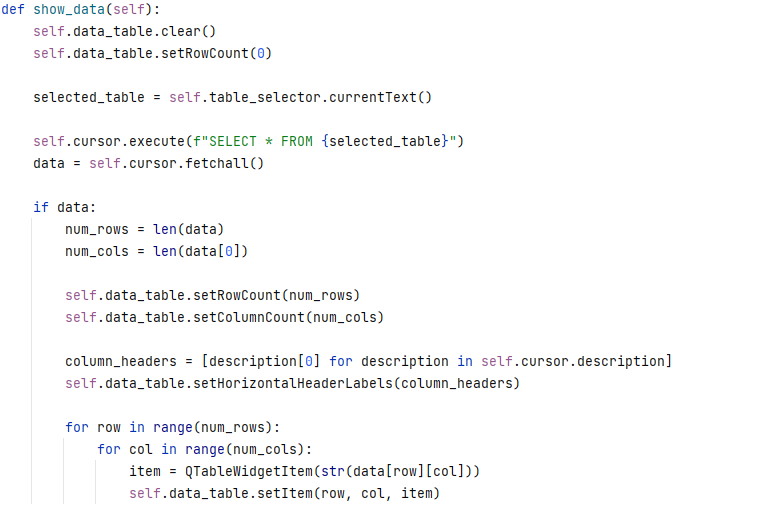 def show_data(self):
    self.data_table.clear()
    self.data_table.setRowCount(0)

    selected_table = self.table_selector.currentText()

    self.cursor.execute(f"SELECT * FROM {selected_table}")
    data = self.cursor.fetchall()

    if data:
        num_rows = len(data)
        num_cols = len(data[0])

        self.data_table.setRowCount(num_rows)
        self.data_table.setColumnCount(num_cols)

        column_headers = [description[0] for description in self.cursor.description]
        self.data_table.setHorizontalHeaderLabels(column_headers)

        for row in range(num_rows):
            for col in range(num_cols):
                item = QTableWidgetItem(str(data[row][col]))
                self.data_table.setItem(row, col, item)